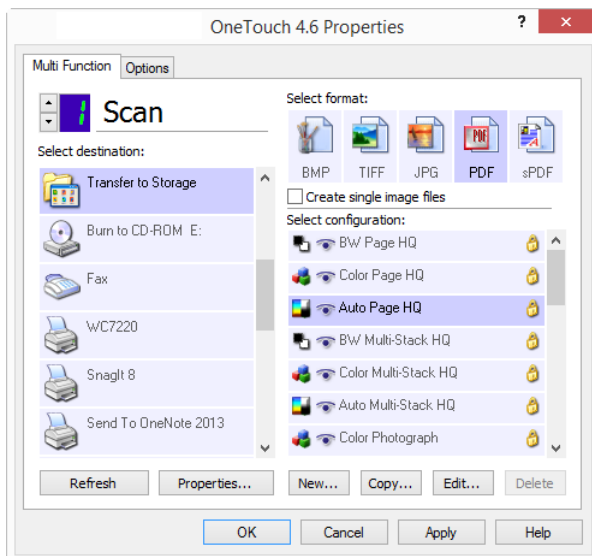 OneTouch 4.6 Properties
?
×
Multi Function
Options
1
Scan
Select destination:
Transfer to Storage
Burn to CD-ROM E:
Fax
WC7220
SnagIt 8
Send To OneNote 2013
Refresh
Properties...
Select format:
BMP
TIFF
JPG
PDF
PDF
sPDF
Create single image files
Select configuration:
BW Page HQ
Color Page HQ
Auto Page HQ
BW Multi-Stack HQ
Color Multi-Stack HQ
Auto Multi-Stack HQ
Color Photograph
New...
Copy...
Edit...
Delete
OK
Cancel
Apply
Help